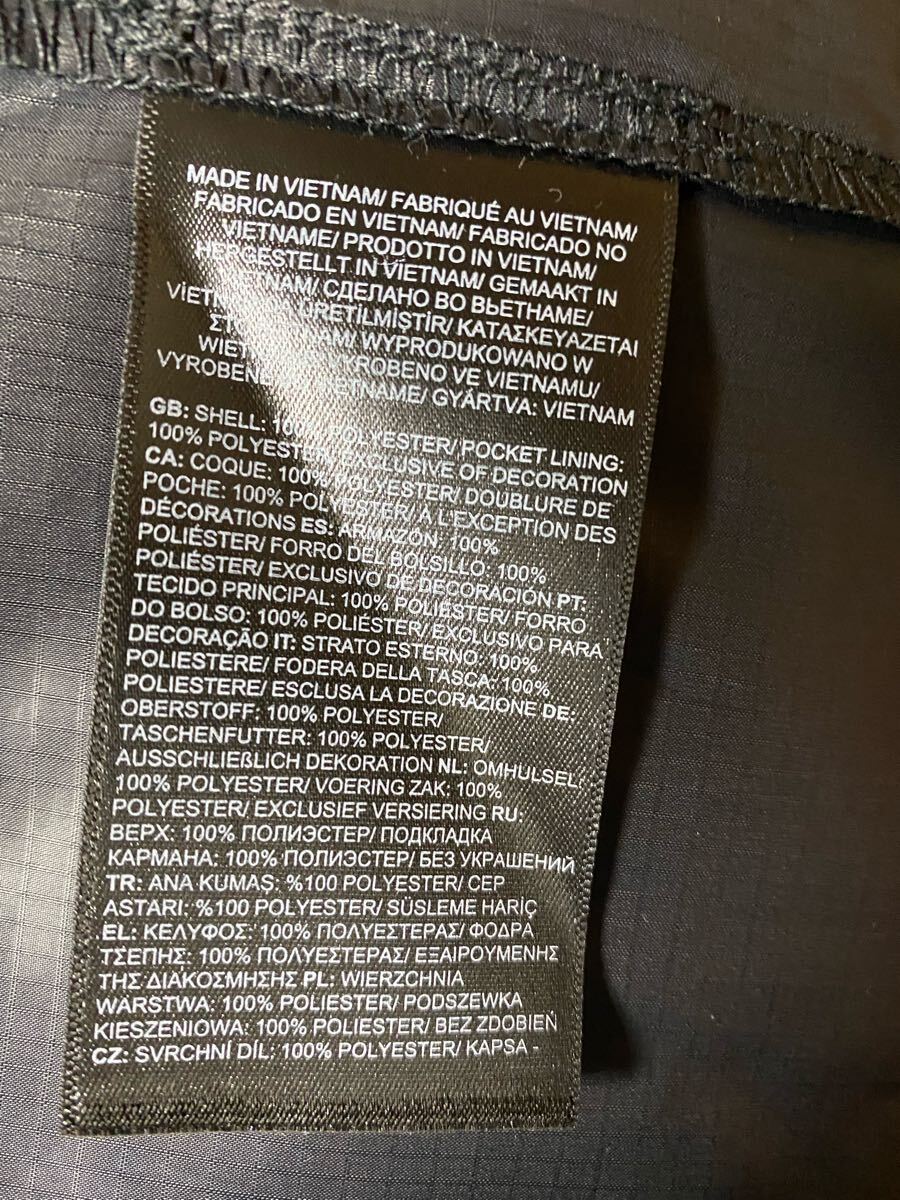 MADE IN VIETNAM/ FABRIQUÉ AU VIETNAM/
FABRICADO EN VIETNAM/ FABRICADO NO
VIETNAME/ PRODOTTO IN VIETNAM/
HERGESTELLT IN VIETNAM/ GEMAAKT IN
VIETNAM/ СДЕЛАНО ВО ВЬЕТНАМЕ/
ÜRETİLMİŞTİR/ ΚΑΤΑΣΚΕΥΑΖΕΤΑΙ
WYPRODUKOWANO W
VYROBENO VE VIETNAMU/
VIETNAME/ GYÁRTVA: VIETNAM
GB: SHELL: 100% POLYESTER/ POCKET LINING:
100% POLYESTER/ EXCLUSIVE OF DECORATION
CA: COQUE: 100% POLYESTER/ DOUBLURE DE
POCHE: 100% POLYESTER/ À L'EXCEPTION DES
DÉCORATIONS ES: ARMAZON: 100%
POLIÉSTER/ FORRO DEL BOLSILLO: 100%
POLIÉSTER/ EXCLUSIVO DE DECORACIÓN PT:
TECIDO PRINCIPAL: 100% POLIÉSTER/ FORRO
DO BOLSO: 100% POLIÉSTER/ EXCLUSIVO PARA
DECORAÇÃO IT: STRATO ESTERNO: 100%
POLIESTERE/ FODERA DELLA TASCA: 100%
POLIESTERE/ ESCLUSA LA DECORAZIONE DE:
OBERSTOFF: 100% POLYESTER/
TASCHENFUTTER: 100% POLYESTER/
AUSSCHLIEßLICH DEKORATION NL: OMHULSEL:
100% POLYESTER/ VOERING ZAK: 100%
POLYESTER/ EXCLUSIEF VERSIERING RU:
ВЕРХ: 100% ПОЛИЭСТЕР/ ПОДКЛАДКА
КАРМАНА: 100% ПОЛИЭСТЕР/ БЕЗ УКРАШЕНИЙ
TR: ANA KUMAŞ: %100 POLYESTER/ CEP
ASTARI: %100 POLYESTER/ SÜSLEME HARİÇ
EL: ΚΕΛΥΦΟΣ: 100% ΠΟΛΥΕΣΤΕΡΑΣ/ ΦΟΔΡΑ
ΤΣΕΠΗΣ: 100% ΠΟΛΥΕΣΤΕΡΑΣ/ ΕΞΑΙΡΟΥΜΕΝΗΣ
ΤΗΣ ΔΙΑΚΟΣΜΗΣΗΣ PL: WIERZCHNIA
WARSTWA: 100% POLIESTER/ PODSZEWKA
KIESZENIOWA: 100% POLIESTER/ BEZ ZDOBIEŃ
CZ: SVRCHNÍ DÍL: 100% POLYESTER/ KAPSA -